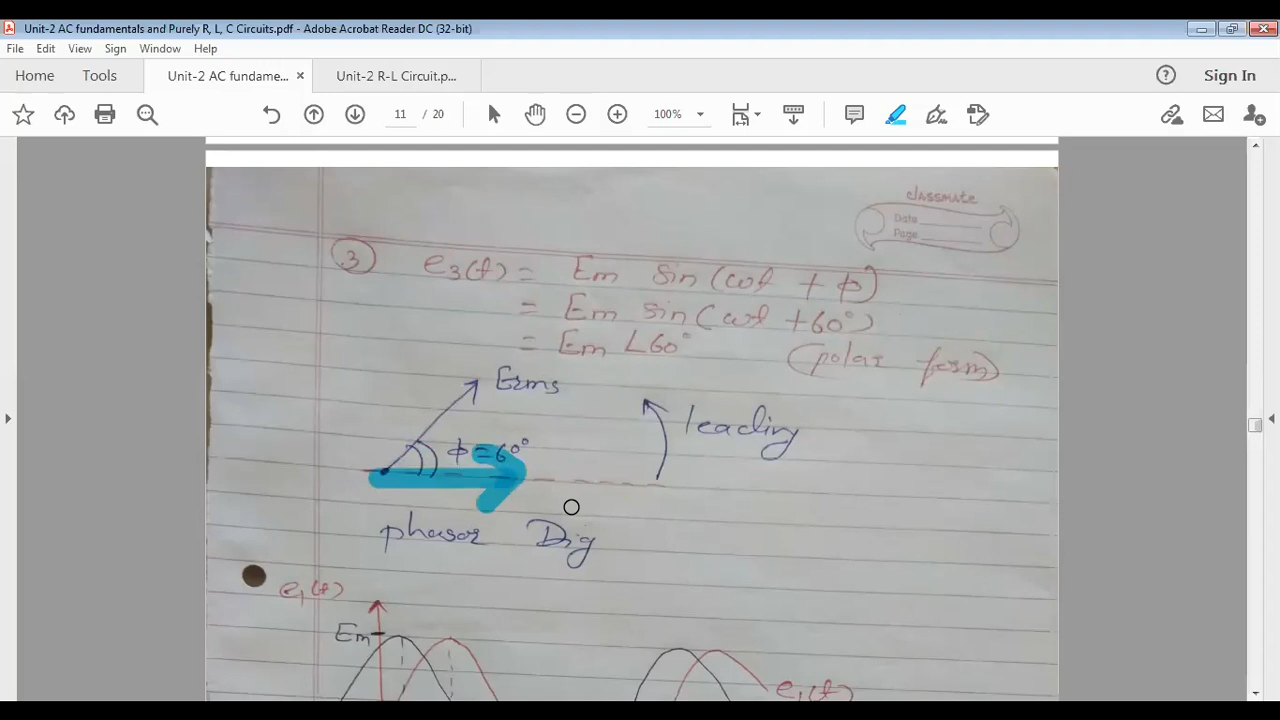 Unit-2 AC fundamentals and Purely R, L, C Circuits.pdf - Adobe Acrobat Reader DC (32-bit)
File Edit View Sign Window Help
Home Tools Unit-2 AC fundame... × Unit-2 R-L Circuit.p... Sign In
11 / 20 100%
classmate
Date
Page
3 e3(t) = Em sin(ωt + φ)
= Em sin(ωt +60°)
= Em ∠60° (polar form)
Erms
leading
φ=60°
phasor Dig
e1(t)
Em
e1(t)